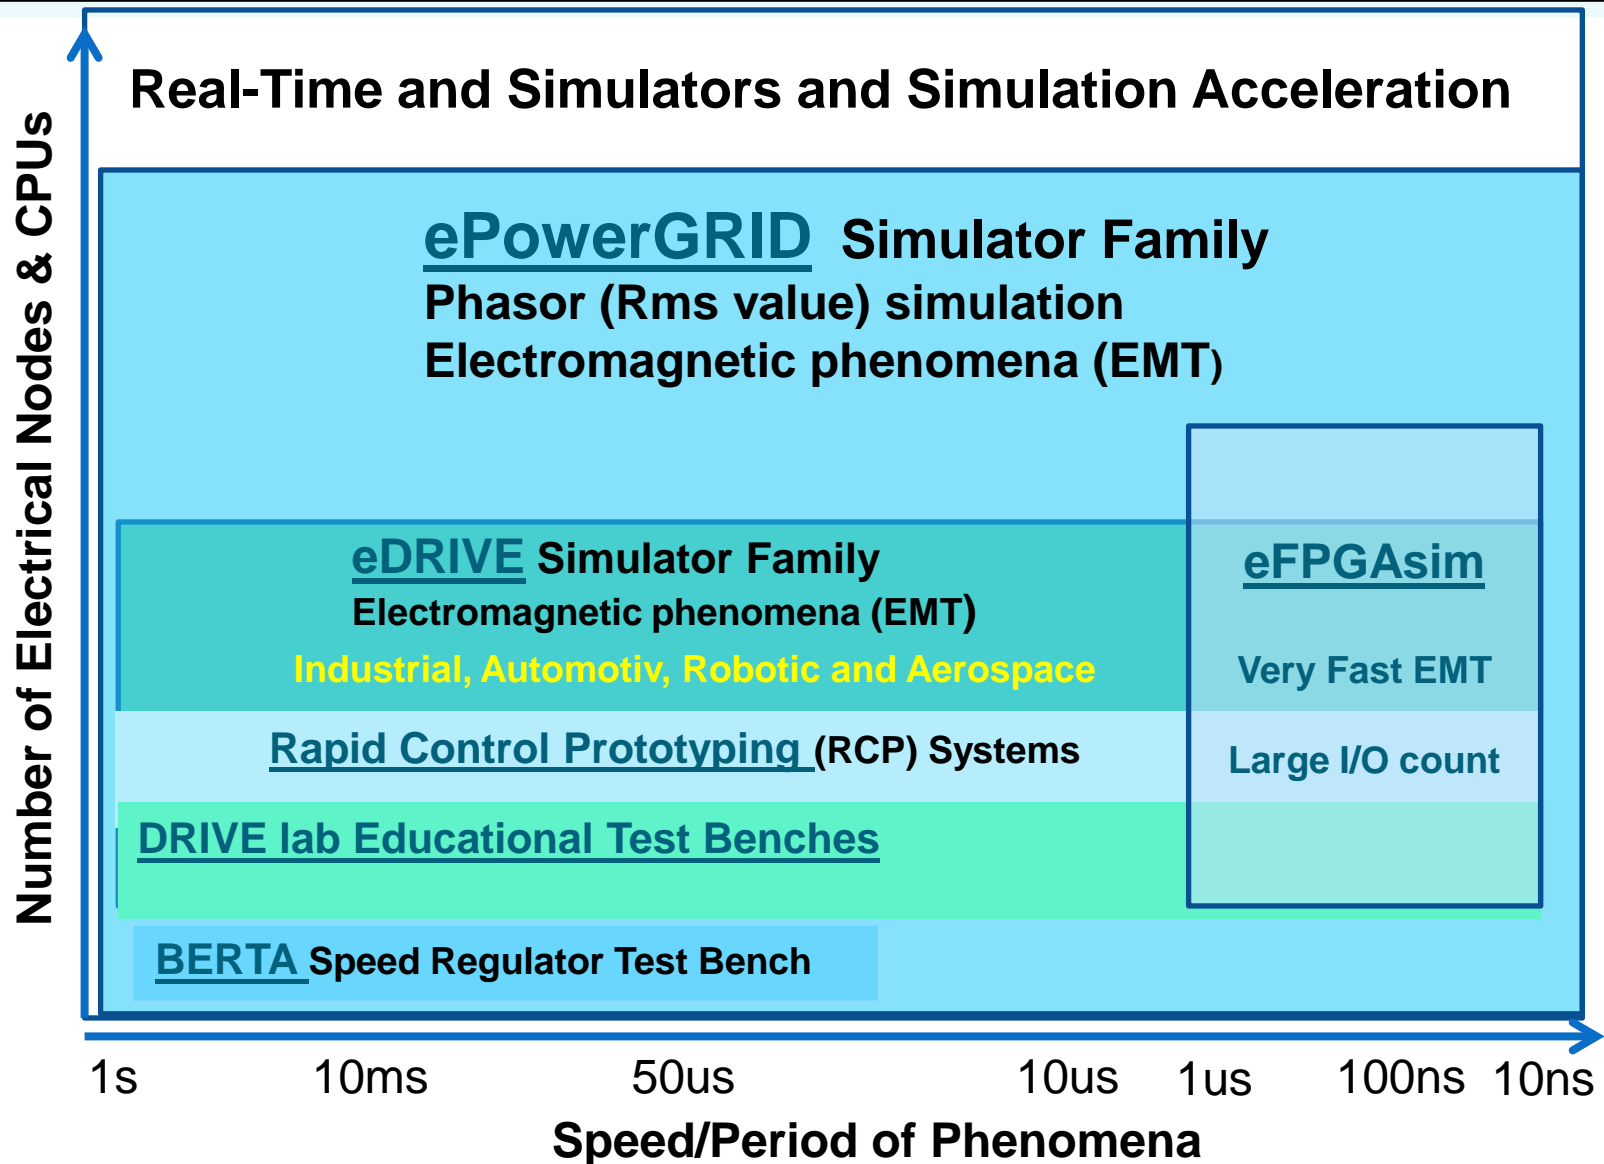 Real-Time and Simulators and Simulation Acceleration
Number of Electrical Nodes & CPUs
ePowerGRID Simulator Family
Phasor (Rms value) simulation
Electromagnetic phenomena (EMT)
eDRIVE Simulator Family
Electromagnetic phenomena (EMT)
Industrial, Automotiv, Robotic and Aerospace
eFPGAsim
Very Fast EMT
Large I/O count
Rapid Control Prototyping (RCP) Systems
DRIVE lab Educational Test Benches
BERTA Speed Regulator Test Bench
1s 10ms 50us 10us 1us 100ns 10ns
Speed/Period of Phenomena